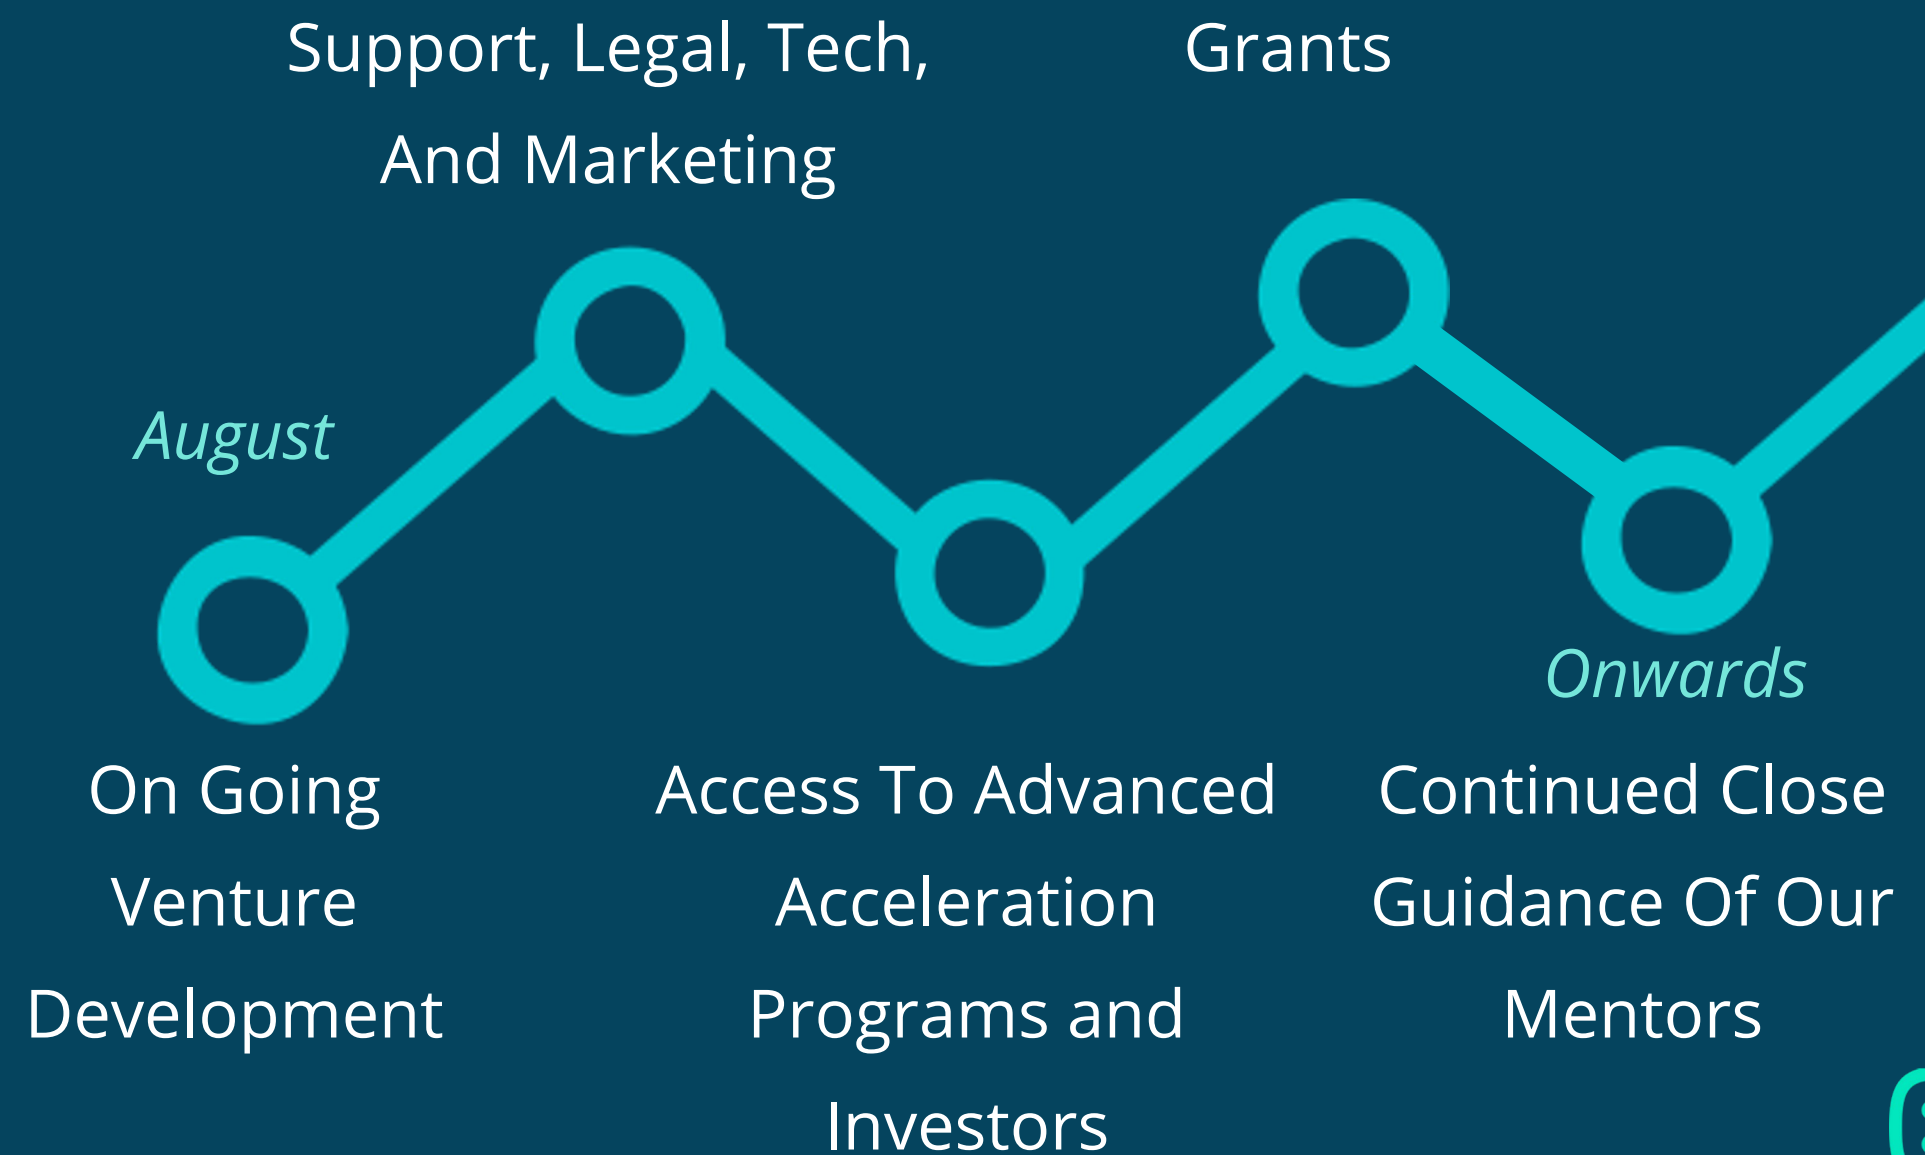 Support, Legal, Tech,
And Marketing
Grants
August
Onwards
On Going
Venture
Development
Access To Advanced
Acceleration
Programs and
Investors
Continued Close
Guidance Of Our
Mentors